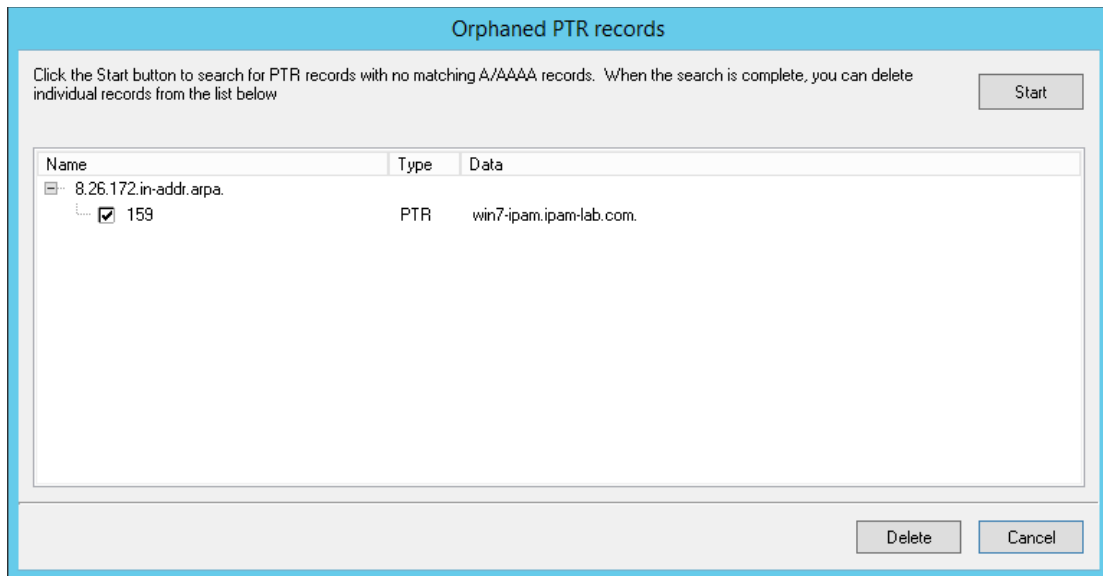 Orphaned PTR records
Click the Start button to search for PTR records with no matching A/AAAA records. When the search is complete, you can delete
individual records from the list below
Start
Name Type Data
8.26.172.in-addr.arpa.
159 PTR win7-ipam.ipam-lab.com.
Delete Cancel